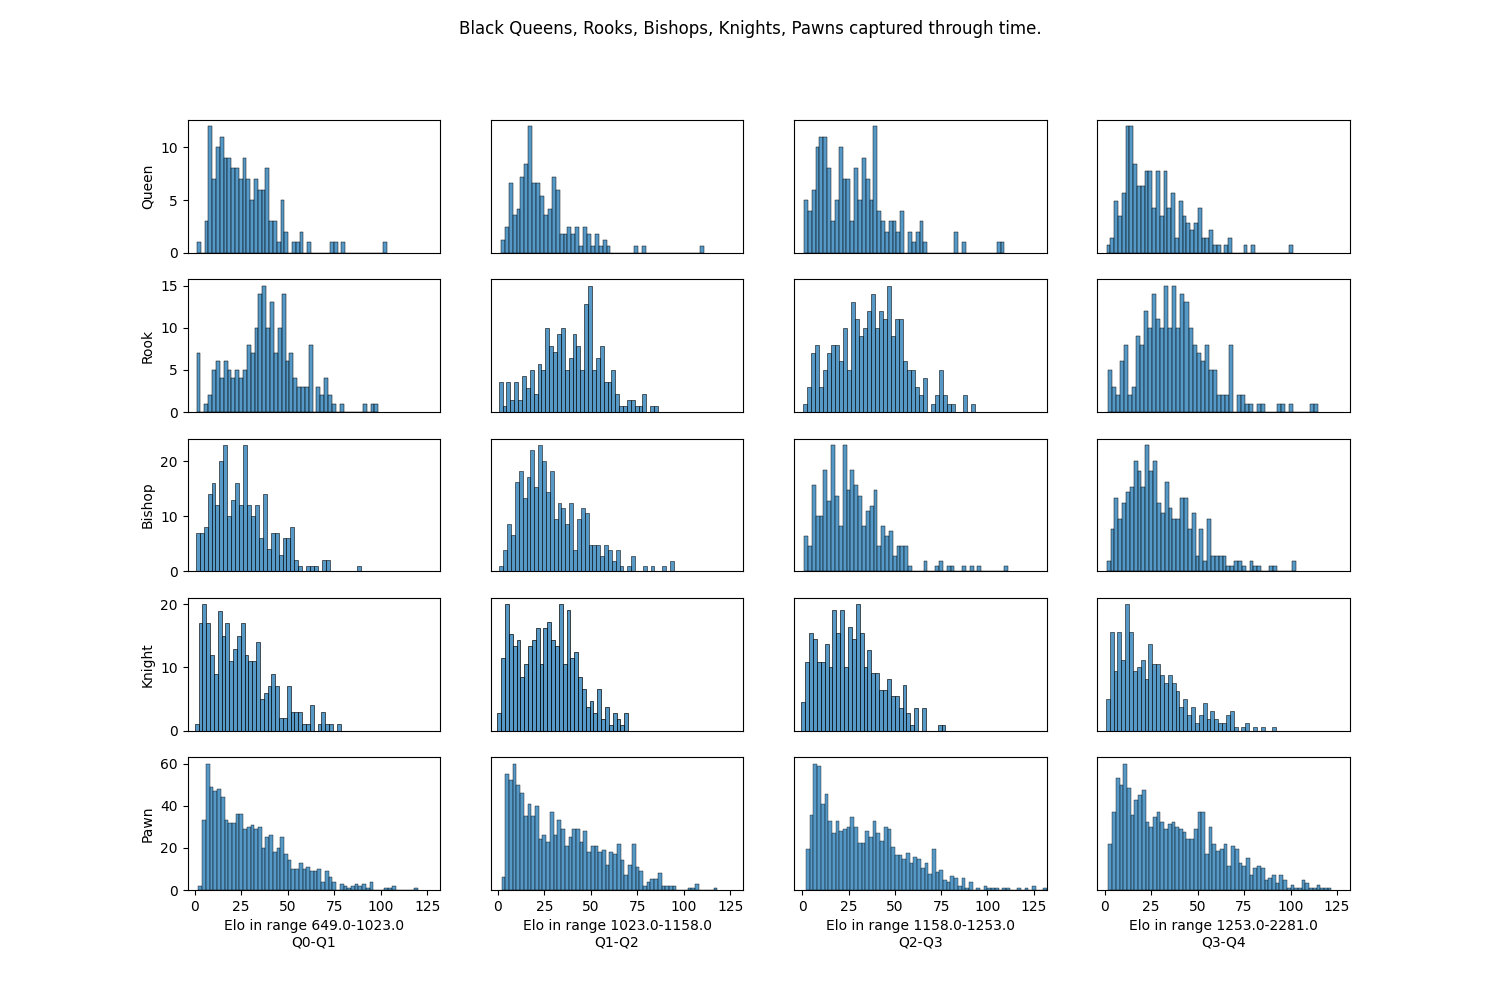 Black Queens, Rooks, Bishops, Knights, Pawns captured through time.
Queen
10
5
0
Rook
15
10
5
0
Bishop
20
10
0
Knight
20
10
0
Pawn
60
40
20
0
0 25 50 75 100 125
0 25 50 75 100 125
0 25 50 75 100 125
0 25 50 75 100 125
Elo in range 649.0-1023.0
Q0-Q1
Elo in range 1023.0-1158.0
Q1-Q2
Elo in range 1158.0-1253.0
Q2-Q3
Elo in range 1253.0-2281.0
Q3-Q4